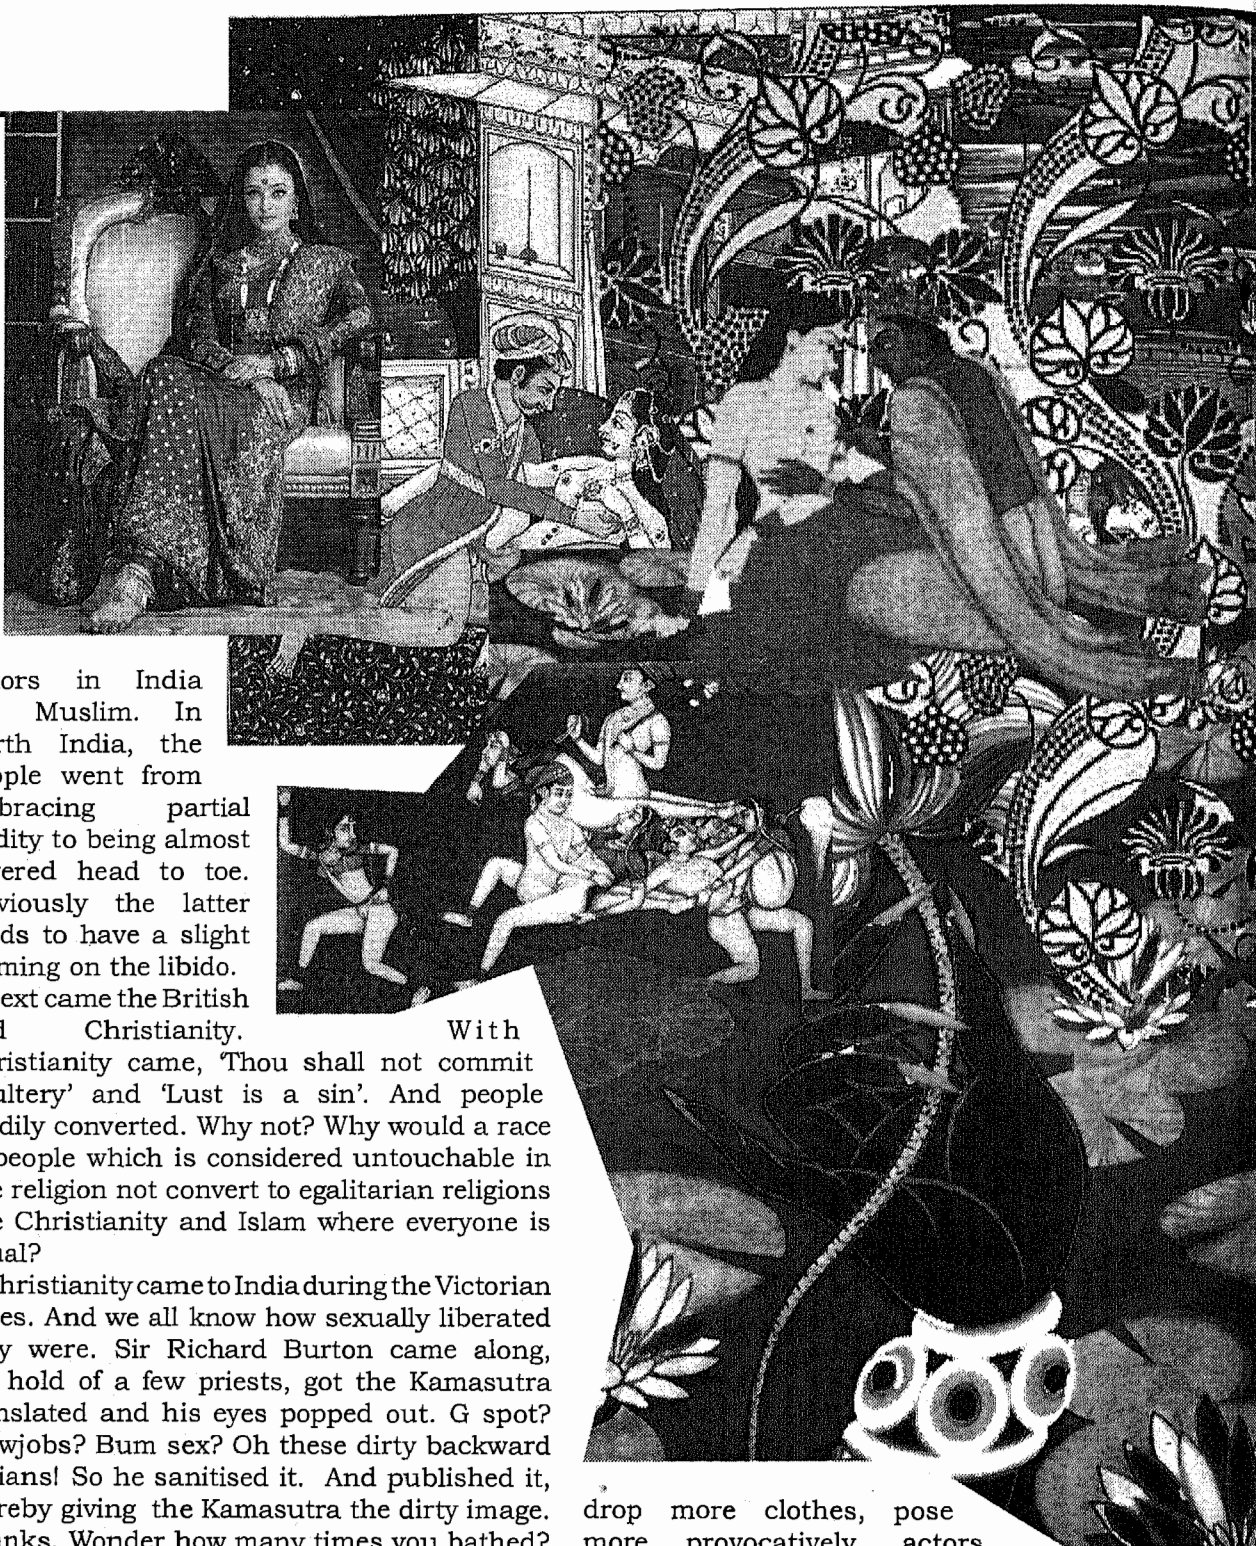 ors in India
Muslim. In
rth India, the
ople went from
bracing partial
dity to being almost
ered head to toe.
viously the latter
ds to have a slight
ming on the libido.
ext came the British
d Christianity. With
ristianity came, ‘Thou shall not commit
ultery’ and ‘Lust is a sin’. And people
dily converted. Why not? Why would a race
people which is considered untouchable in
e religion not convert to egalitarian religions
e Christianity and Islam where everyone is
ual?
hristianity came to India during the Victorian
es. And we all know how sexually liberated
y were. Sir Richard Burton came along,
hold of a few priests, got the Kamasutra
nslated and his eyes popped out. G spot?
wjobs? Bum sex? Oh these dirty backward
ians! So he sanitised it. And published it,
reby giving the Kamasutra the dirty image.
nks. Wonder how many times you bathed?
drop more clothes, pose
more provocatively, actors